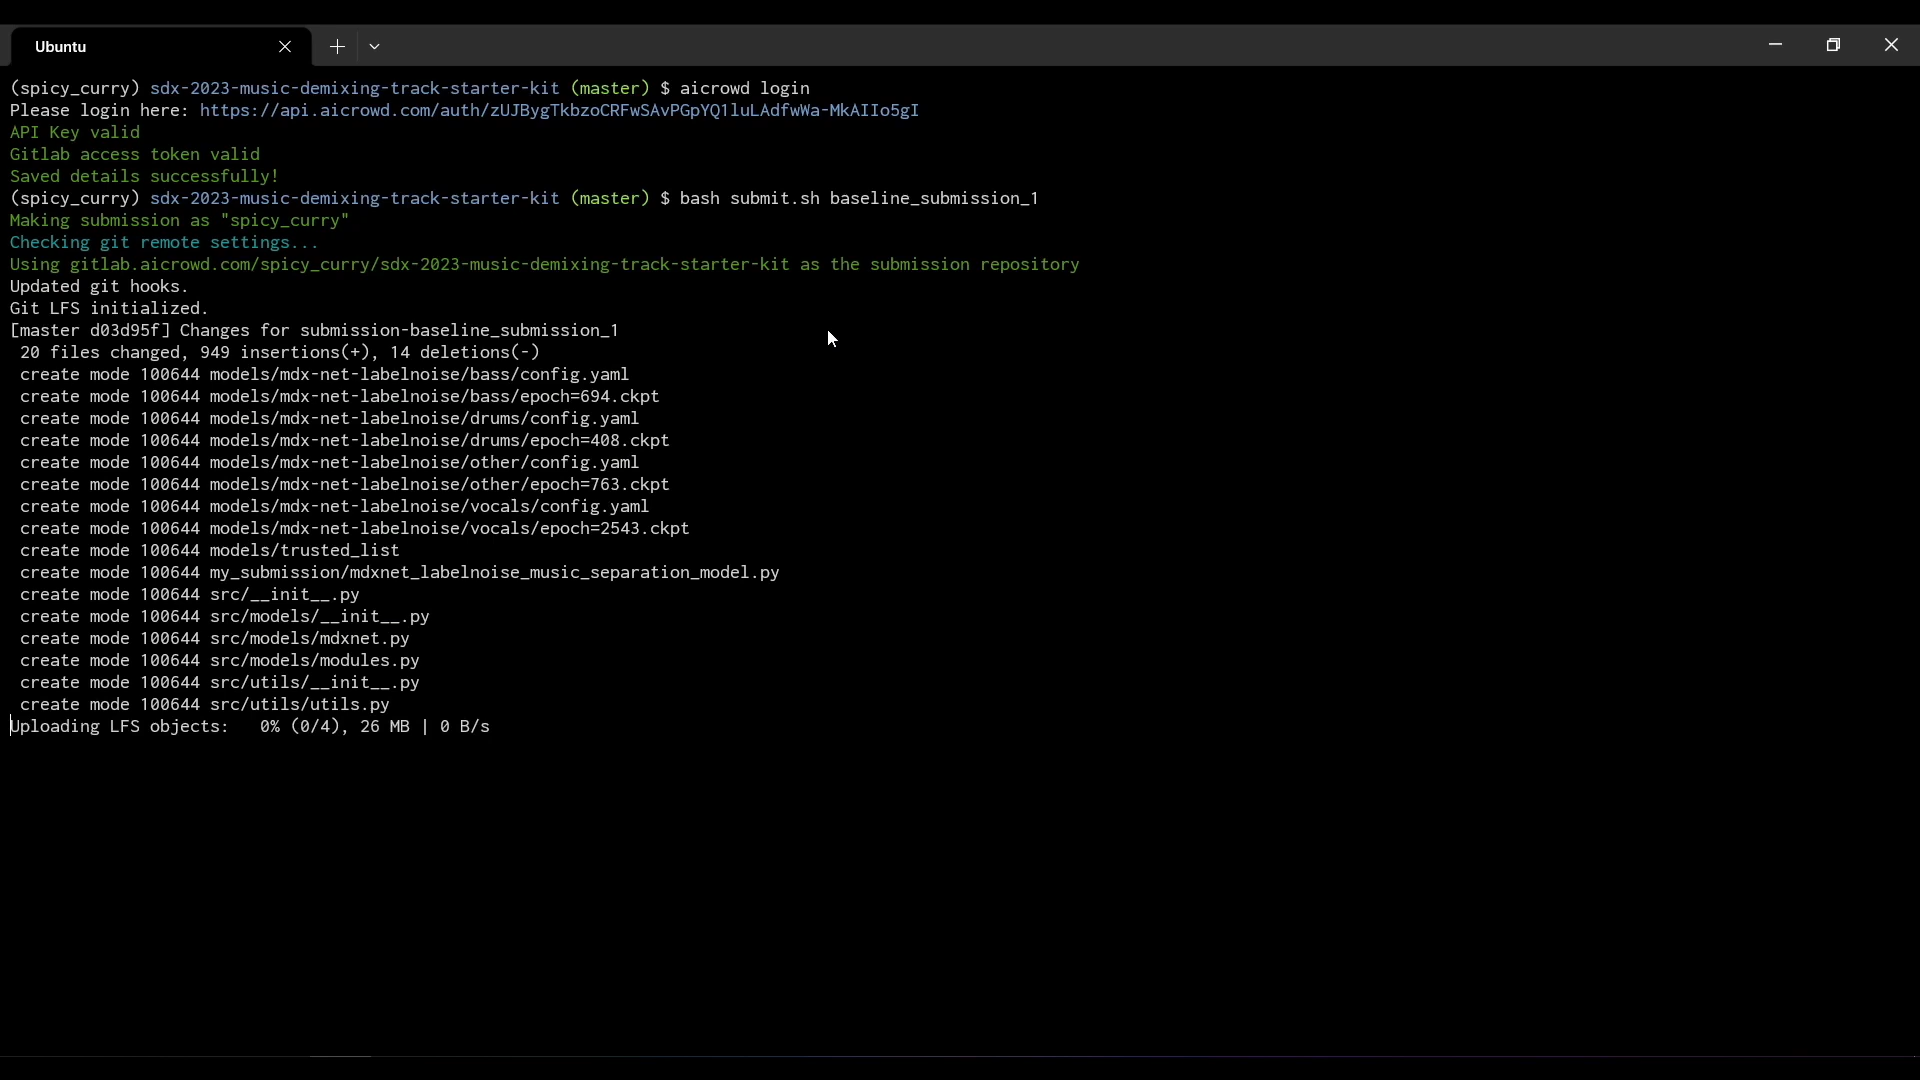 Ubuntu
(spicy_curry) sdx-2023-music-demixing-track-starter-kit (master) $ aicrowd login
Please login here: https://api.aicrowd.com/auth/zUJBygTkbzoCRFwSAvPGpYQ1luLAdfwWa-MkAIIo5gI
API Key valid
Gitlab access token valid
Saved details successfully!
(spicy_curry) sdx-2023-music-demixing-track-starter-kit (master) $ bash submit.sh baseline_submission_1
Making submission as "spicy_curry"
Checking git remote settings...
Using gitlab.aicrowd.com/spicy_curry/sdx-2023-music-demixing-track-starter-kit as the submission repository
Updated git hooks.
Git LFS initialized.
[master d03d95f] Changes for submission-baseline_submission_1
 20 files changed, 949 insertions(+), 14 deletions(-)
 create mode 100644 models/mdx-net-labelnoise/bass/config.yaml
 create mode 100644 models/mdx-net-labelnoise/bass/epoch=694.ckpt
 create mode 100644 models/mdx-net-labelnoise/drums/config.yaml
 create mode 100644 models/mdx-net-labelnoise/drums/epoch=408.ckpt
 create mode 100644 models/mdx-net-labelnoise/other/config.yaml
 create mode 100644 models/mdx-net-labelnoise/other/epoch=763.ckpt
 create mode 100644 models/mdx-net-labelnoise/vocals/config.yaml
 create mode 100644 models/mdx-net-labelnoise/vocals/epoch=2543.ckpt
 create mode 100644 models/trusted_list
 create mode 100644 my_submission/mdxnet_labelnoise_music_separation_model.py
 create mode 100644 src/__init__.py
 create mode 100644 src/models/__init__.py
 create mode 100644 src/models/mdxnet.py
 create mode 100644 src/models/modules.py
 create mode 100644 src/utils/__init__.py
 create mode 100644 src/utils/utils.py
Uploading LFS objects:   0% (0/4), 26 MB | 0 B/s